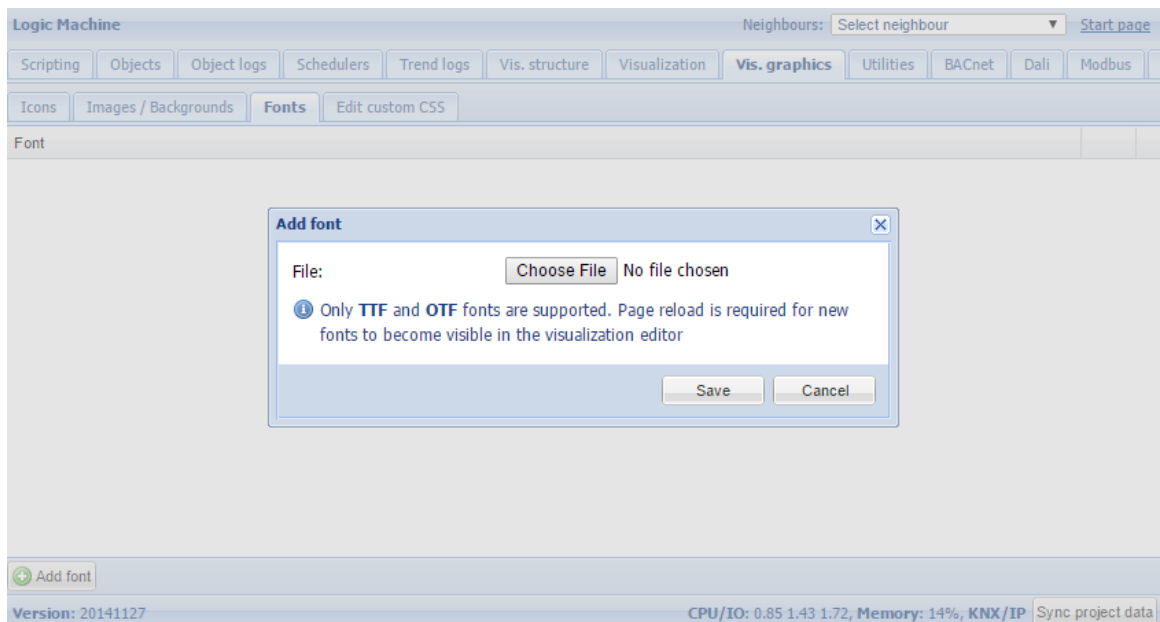 Logic Machine Neighbours: Select neighbour Start page
Scripting Objects Object logs Schedulers Trend logs Vis. structure Visualization Vis. graphics Utilities BACnet Dali Modbus
Icons Images / Backgrounds Fonts Edit custom CSS
Font
Add font
File: Choose File No file chosen
Only TTF and OTF fonts are supported. Page reload is required for new
fonts to become visible in the visualization editor
Save Cancel
Add font
Version: 20141127 CPU/IO: 0.85 1.43 1.72, Memory: 14%, KNX/IP Sync project data